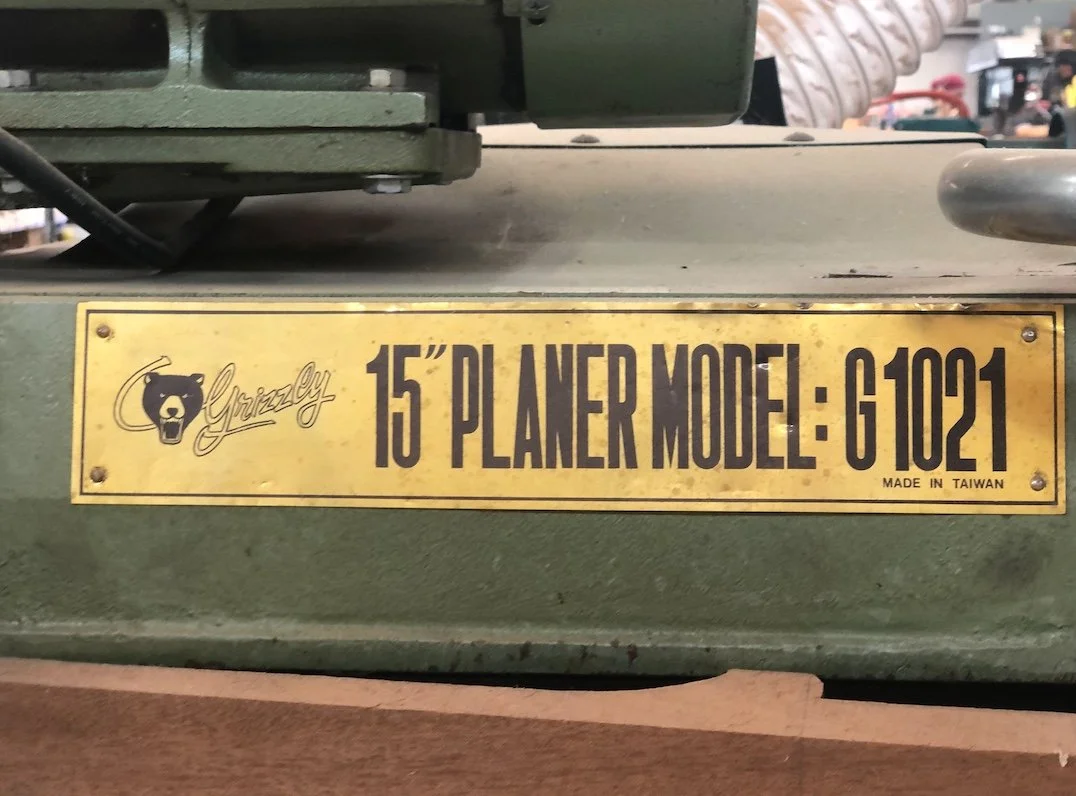 Grizzly 15" PLANER MODEL: G1021
MADE IN TAIWAN